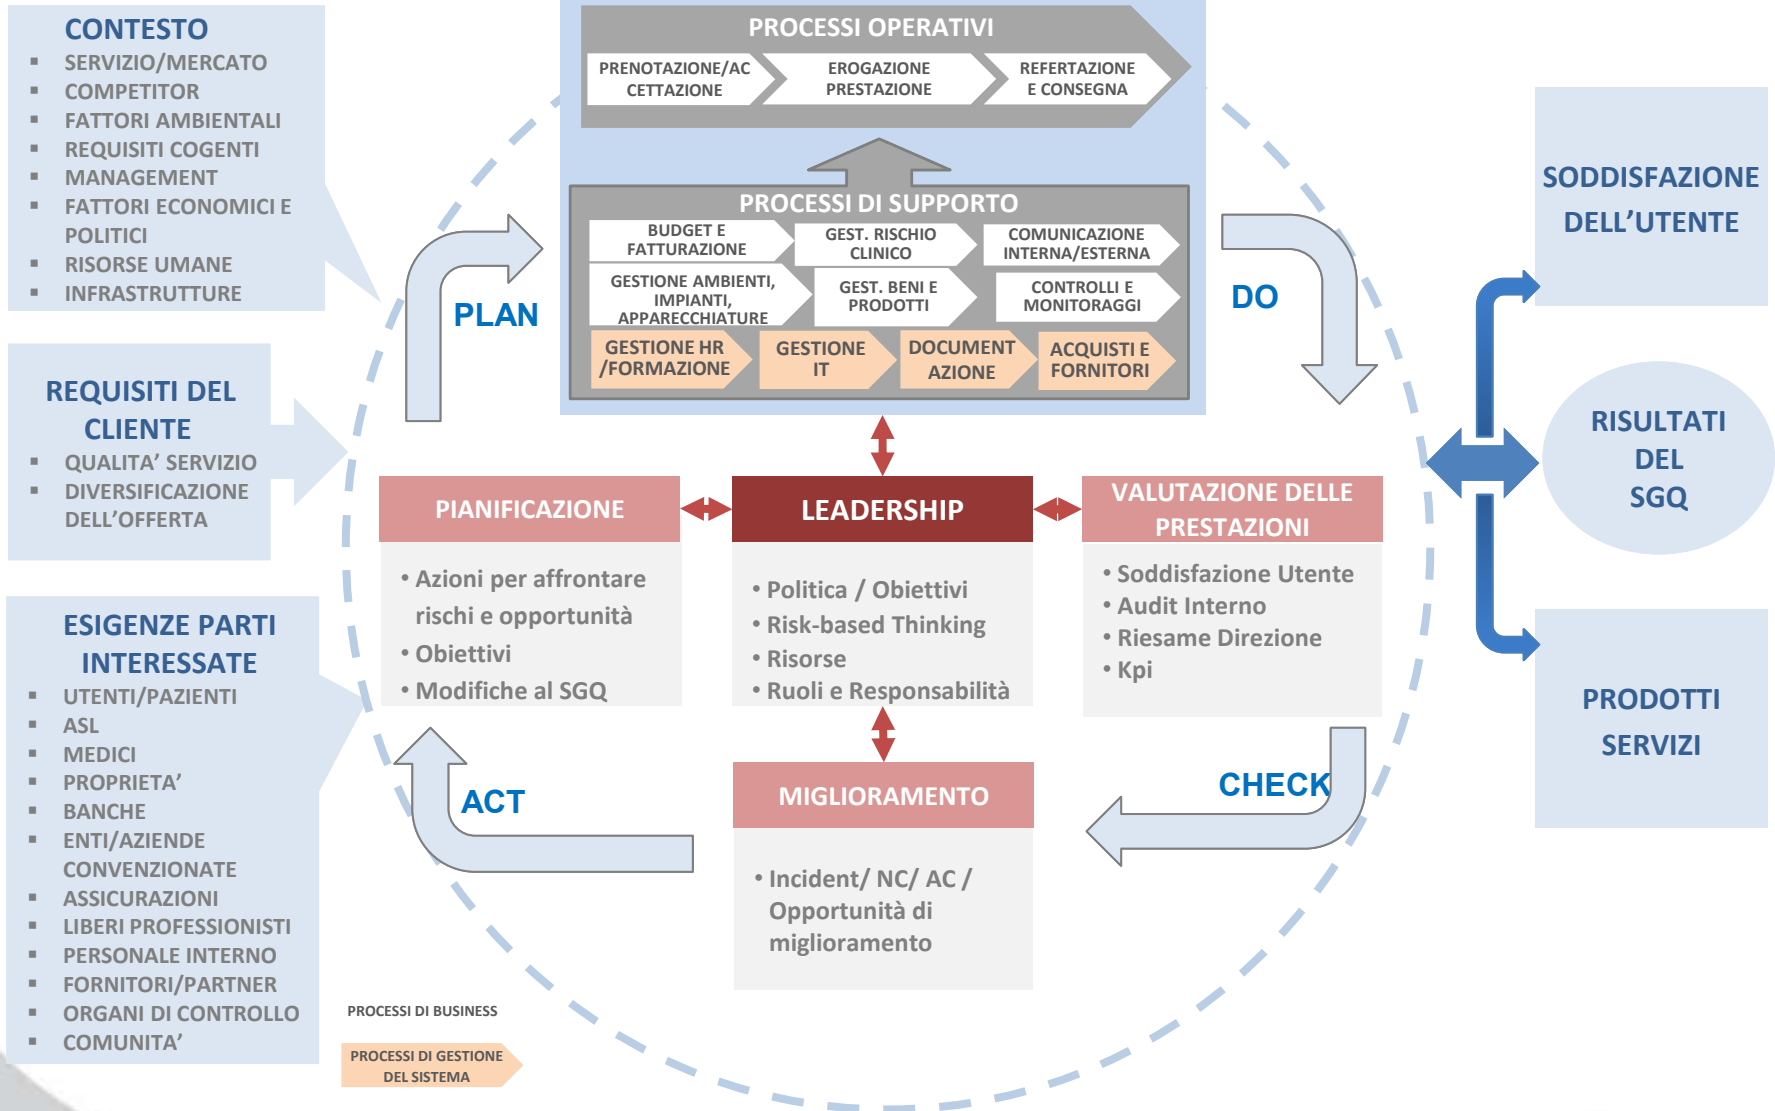 CONTESTO
▪ SERVIZIO/MERCATO
▪ COMPETITOR
▪ FATTORI AMBIENTALI
▪ REQUISITI COGENTI
▪ MANAGEMENT
▪ FATTORI ECONOMICI E
POLITICI
▪ RISORSE UMANE
▪ INFRASTRUTTURE
REQUISITI DEL
CLIENTE
▪ QUALITA’ SERVIZIO
▪ DIVERSIFICAZIONE
DELL’OFFERTA
ESIGENZE PARTI
INTERESSATE
▪ UTENTI/PAZIENTI
▪ ASL
▪ MEDICI
▪ PROPRIETA’
▪ BANCHE
▪ ENTI/AZIENDE
CONVENZIONATE
▪ ASSICURAZIONI
▪ LIBERI PROFESSIONISTI
▪ PERSONALE INTERNO
▪ FORNITORI/PARTNER
▪ ORGANI DI CONTROLLO
▪ COMUNITA’
PROCESSI OPERATIVI
PRENOTAZIONE/AC
CETTAZIONE
EROGAZIONE
PRESTAZIONE
REFERTAZIONE
E CONSEGNA
PROCESSI DI SUPPORTO
BUDGET E
FATTURAZIONE
GEST. RISCHIO
CLINICO
COMUNICAZIONE
INTERNA/ESTERNA
GESTIONE AMBIENTI,
IMPIANTI,
APPARECCHIATURE
GEST. BENI E
PRODOTTI
CONTROLLI E
MONITORAGGI
GESTIONE HR
/FORMAZIONE
GESTIONE
IT
DOCUMENT
AZIONE
ACQUISTI E
FORNITORI
PLAN
DO
PIANIFICAZIONE
• Azioni per affrontare
rischi e opportunità
• Obiettivi
• Modifiche al SGQ
LEADERSHIP
• Politica / Obiettivi
• Risk-based Thinking
• Risorse
• Ruoli e Responsabilità
VALUTAZIONE DELLE
PRESTAZIONI
• Soddisfazione Utente
• Audit Interno
• Riesame Direzione
• Kpi
ACT
CHECK
MIGLIORAMENTO
• Incident/ NC/ AC /
Opportunità di
miglioramento
PROCESSI DI BUSINESS
PROCESSI DI GESTIONE
DEL SISTEMA
SODDISFAZIONE
DELL’UTENTE
RISULTATI
DEL
SGQ
PRODOTTI
SERVIZI